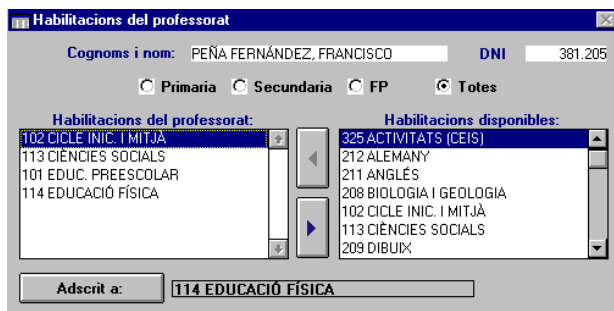 Habilitacions del professorat
Cognoms i nom: PEÑA FERNÁNDEZ, FRANCISCO DNI 381.205
Primaria Secundaria FP Totes
Habilitacions del professorat: Habilitacions disponibles:
102 CICLE INIC. I MITJÀ 325 ACTIVITATS (CEIS)
113 CIÈNCIES SOCIALS 212 ALEMANY
101 EDUC. PREESCOLAR 211 ANGLÉS
114 EDUCACIÓ FÍSICA 208 BIOLOGIA I GEOLOGIA
102 CICLE INIC. I MITJÀ
113 CIÈNCIES SOCIALS
209 DIBUIX
Adscrit a: 114 EDUCACIÓ FÍSICA